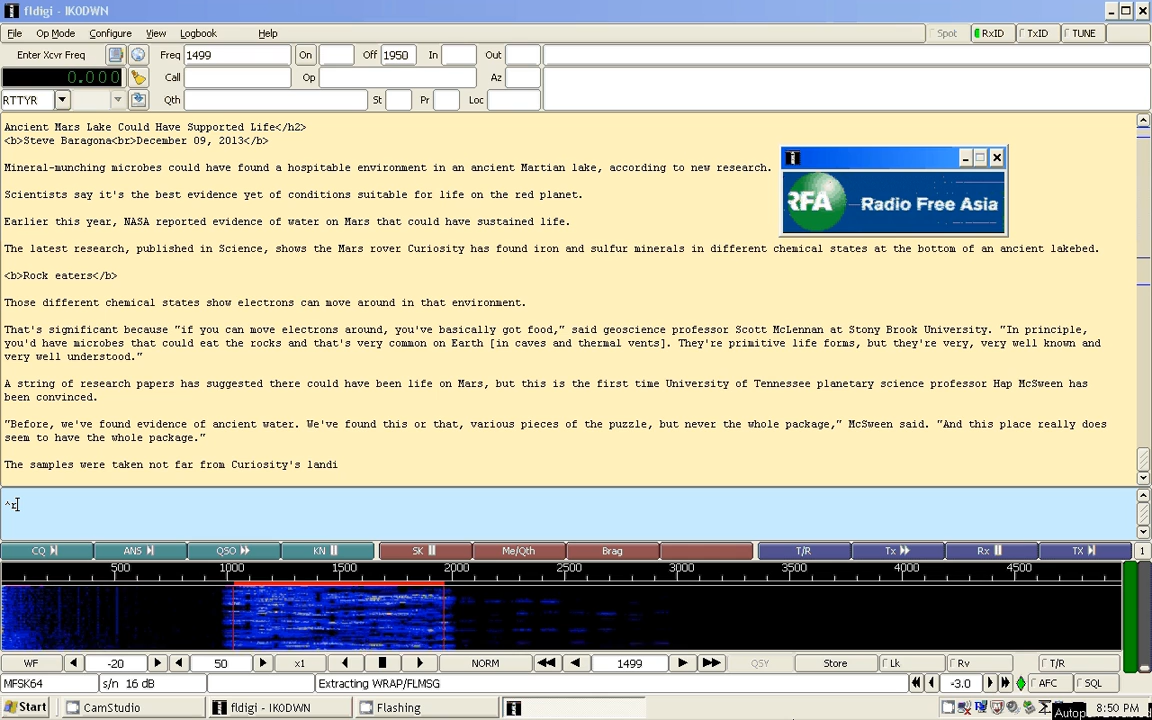 fldigi - IK0DWN
File Op Mode Configure View Logbook Help Spot RxID TxID TUNE
Enter Xcvr Freq Freq 1499 On Off 1950 In Out
0.000 Call Op Az
RTTYR Qth St Pr Loc
Ancient Mars Lake Could Have Supported Life</h2>
<b>Steve Baragona<br>December 09, 2013</b>
Mineral-munching microbes could have found a hospitable environment in an ancient Martian lake, according to new research.
Scientists say it's the best evidence yet of conditions suitable for life on the red planet.
RFA Radio Free Asia
Earlier this year, NASA reported evidence of water on Mars that could have sustained life.
The latest research, published in Science, shows the Mars rover Curiosity has found iron and sulfur minerals in different chemical states at the bottom of an ancient lakebed.
<b>Rock eaters</b>
Those different chemical states show electrons can move around in that environment.
That's significant because "if you can move electrons around, you've basically got food," said geoscience professor Scott McLennan at Stony Brook University. "In principle,
you'd have microbes that could eat the rocks and that's very common on Earth [in caves and thermal vents]. They're primitive life forms, but they're very, very well known and
very well understood."
A string of research papers has suggested there could have been life on Mars, but this is the first time University of Tennessee planetary science professor Hap McSween has
been convinced.
"Before, we've found evidence of ancient water. We've found this or that, various pieces of the puzzle, but never the whole package," McSween said. "And this place really does
seem to have the whole package."
The samples were taken not far from Curiosity's landi
^r
CQ ANS QSO KN SK Me/Qth Brag T/R Tx Rx TX 1
500 1000 1500 2000 2500 3000 3500 4000 4500
WF -20 50 x1 NORM 1499 QSY Store Lk Rv T/R
MFSK64 s/n 16 dB Extracting WRAP/FLMSG -3.0 AFC SQL
Start CamStudio fldigi - IK0DWN Flashing 8:50 PM